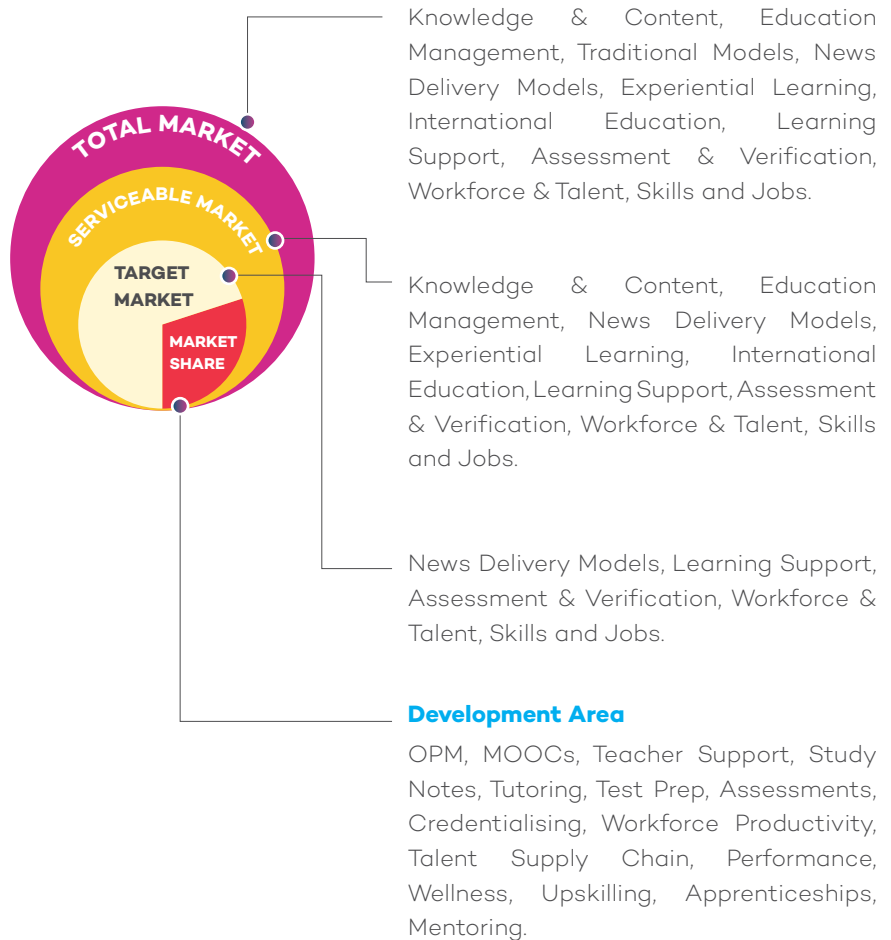 TOTAL MARKET
SERVICEABLE MARKET
TARGET
MARKET
MARKET
SHARE
Knowledge & Content, Education
Management, Traditional Models, News
Delivery Models, Experiential Learning,
International Education, Learning
Support, Assessment & Verification,
Workforce & Talent, Skills and Jobs.
Knowledge & Content, Education
Management, News Delivery Models,
Experiential Learning, International
Education, Learning Support, Assessment
& Verification, Workforce & Talent, Skills
and Jobs.
News Delivery Models, Learning Support,
Assessment & Verification, Workforce &
Talent, Skills and Jobs.
Development Area
OPM, MOOCs, Teacher Support, Study
Notes, Tutoring, Test Prep, Assessments,
Credentialising, Workforce Productivity,
Talent Supply Chain, Performance,
Wellness, Upskilling, Apprenticeships,
Mentoring.